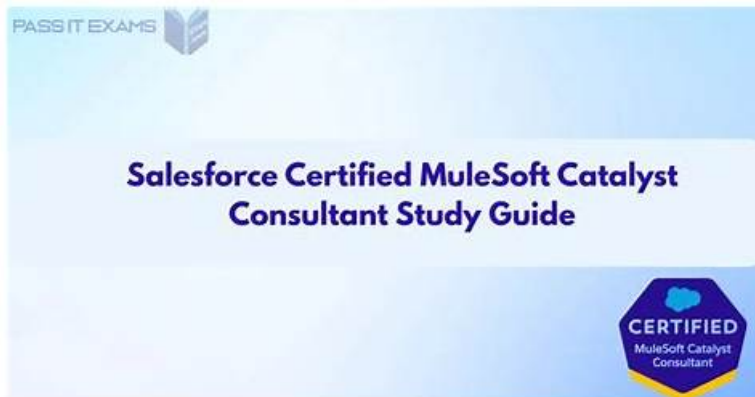 PASS IT EXAMS
Salesforce Certified MuleSoft Catalyst
Consultant Study Guide
CERTIFIED
MuleSoft Catalyst
Consultant